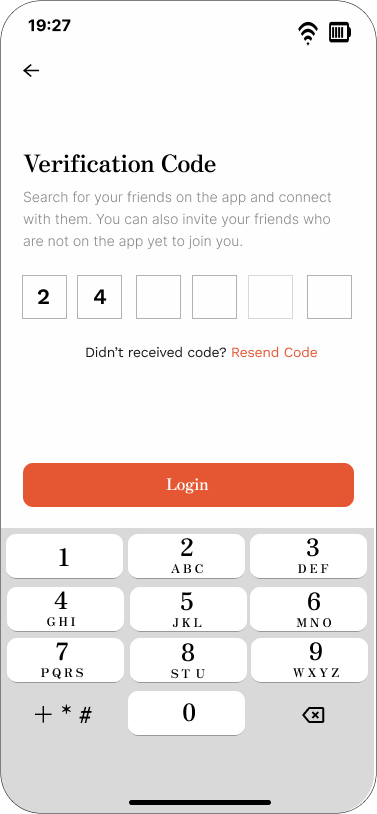 19:27
Verification Code
Search for your friends on the app and connect
with them. You can also invite your friends who
are not on the app yet to join you.
2 4
Didn't received code? Resend Code
Login
1 2 3
ABC DEF
4 5 6
GHI JKL MNO
7 8 9
PQRS STU WXYZ
+ * # 0